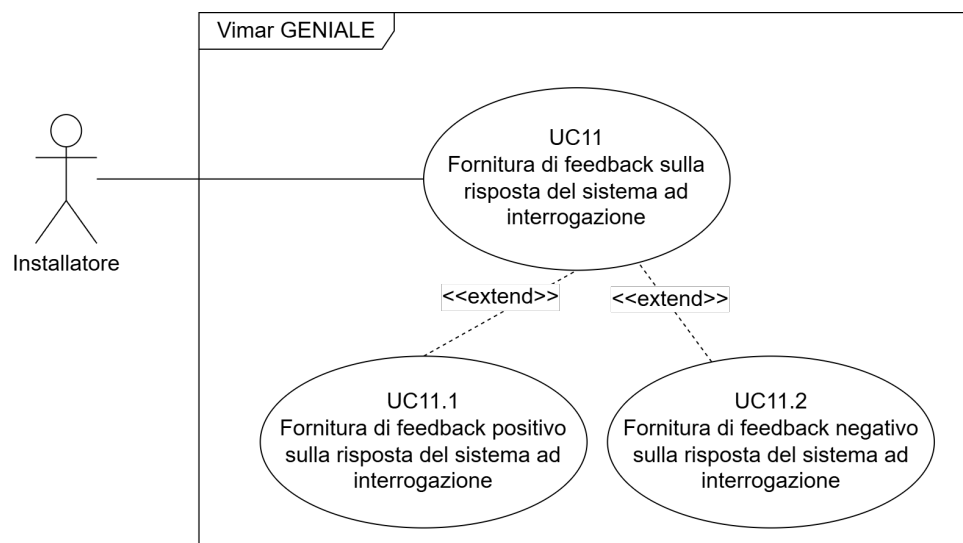 Vimar GENIALE
UC11
Fornitura di feedback sulla
risposta del sistema ad
interrogazione
Installatore
<<extend>>
<<extend>>
UC11.1
Fornitura di feedback positivo
sulla risposta del sistema ad
interrogazione
UC11.2
Fornitura di feedback negativo
sulla risposta del sistema ad
interrogazione